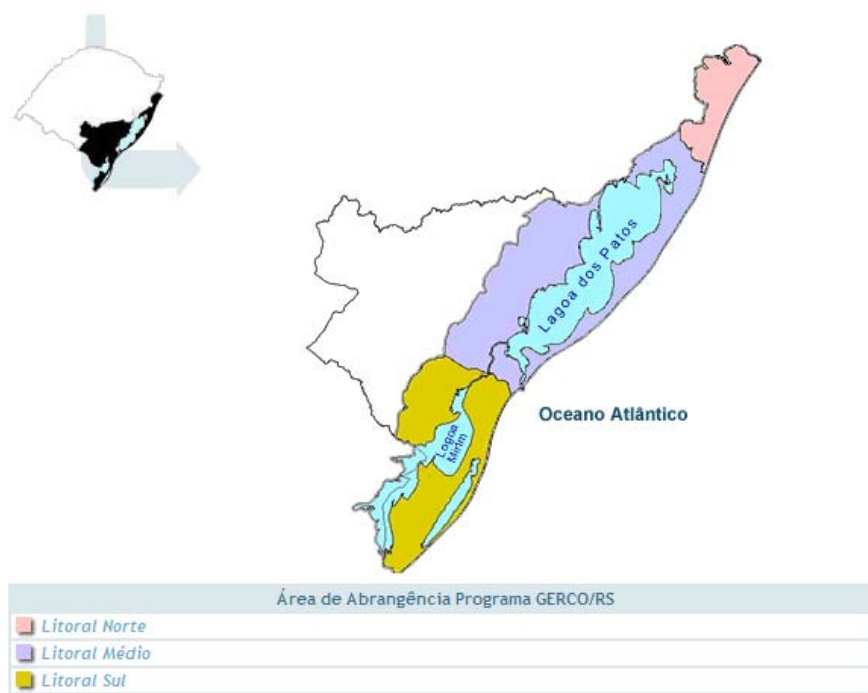 Lagoa dos Patos
Oceano Atlântico
Lagoa
Mirim
Área de Abrangência Programa GERCO/RS
Litoral Norte
Litoral Médio
Litoral Sul